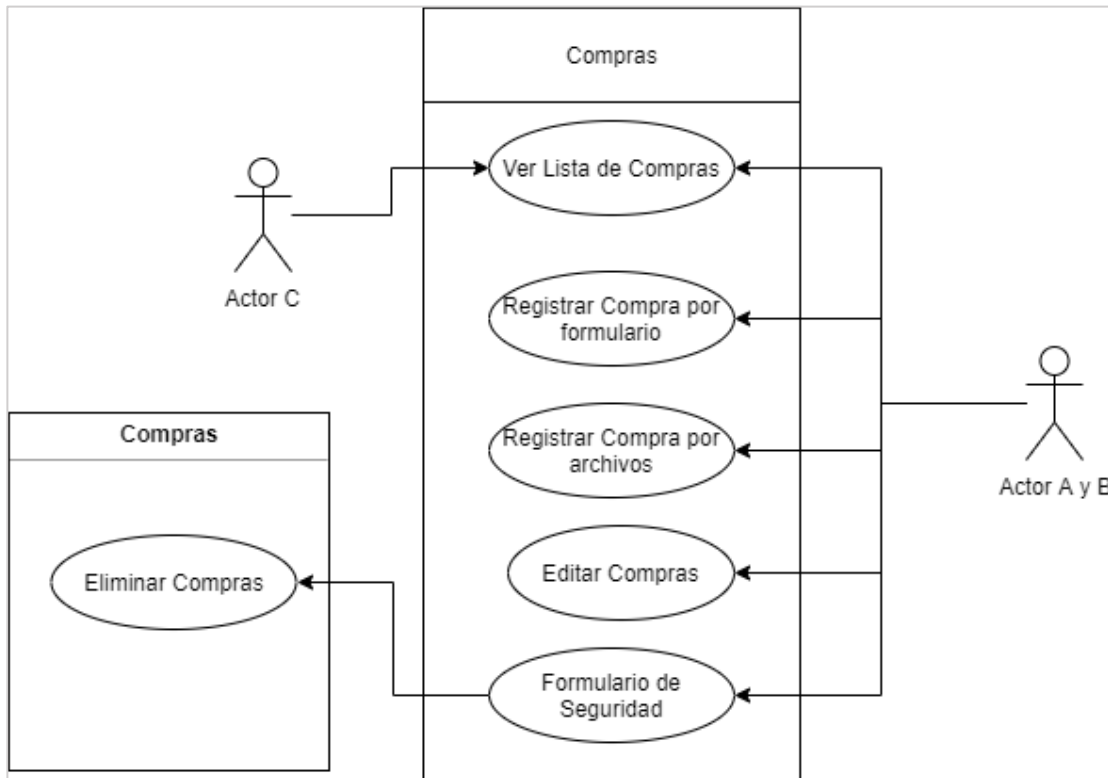 Compras
Ver Lista de Compras
Actor C
Registrar Compra por
formulario
Compras
Registrar Compra por
archivos
Actor A y B
Eliminar Compras
Editar Compras
Formulario de
Seguridad